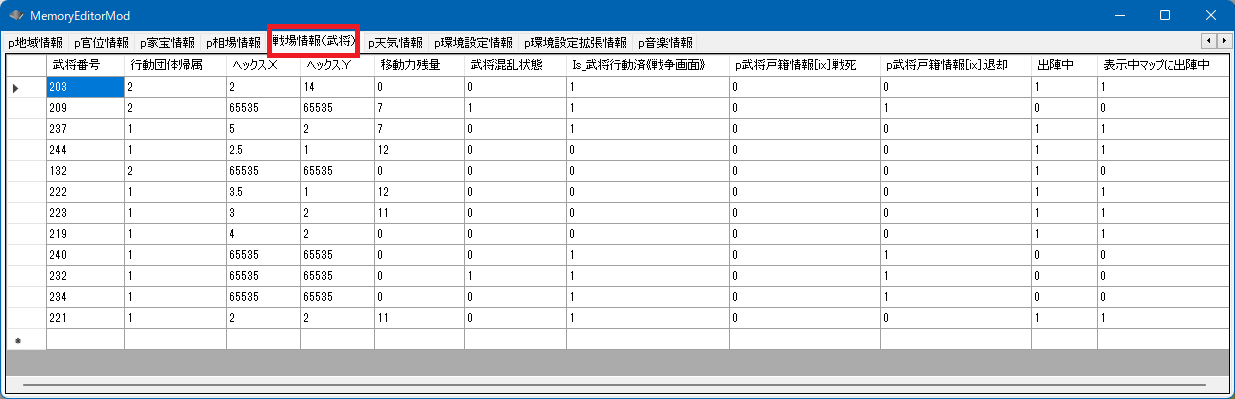 MemoryEditorMod
p地域情報 p官位情報 p家宝情報 p相場情報 戦場情報(武将) p天気情報 p環境設定情報 p環境設定拡張情報 p音楽情報
武将番号 行動団体帰属 ヘックスX ヘックスY 移動力残量 武将混乱状態 Is_武将行動済《戦争画面》 p武将戸籍情報[ix]戦死 p武将戸籍情報[ix]退却 出陣中 表示中マップに出陣中
203 2 2 14 0 0 1 0 0 1 1
209 2 65535 65535 7 1 1 0 1 0 0
237 1 5 2 7 0 1 0 0 1 1
244 1 2.5 1 12 0 0 0 0 1 1
132 2 65535 65535 0 0 0 0 0 1 0
222 1 3.5 1 12 0 0 0 0 1 1
223 1 3 2 11 0 0 0 0 1 1
219 1 4 2 0 0 0 0 0 1 1
240 1 65535 65535 0 0 1 0 1 0 0
232 1 65535 65535 0 1 1 0 1 0 0
234 1 65535 65535 0 0 1 0 1 0 0
221 1 2 2 11 0 1 0 0 1 1